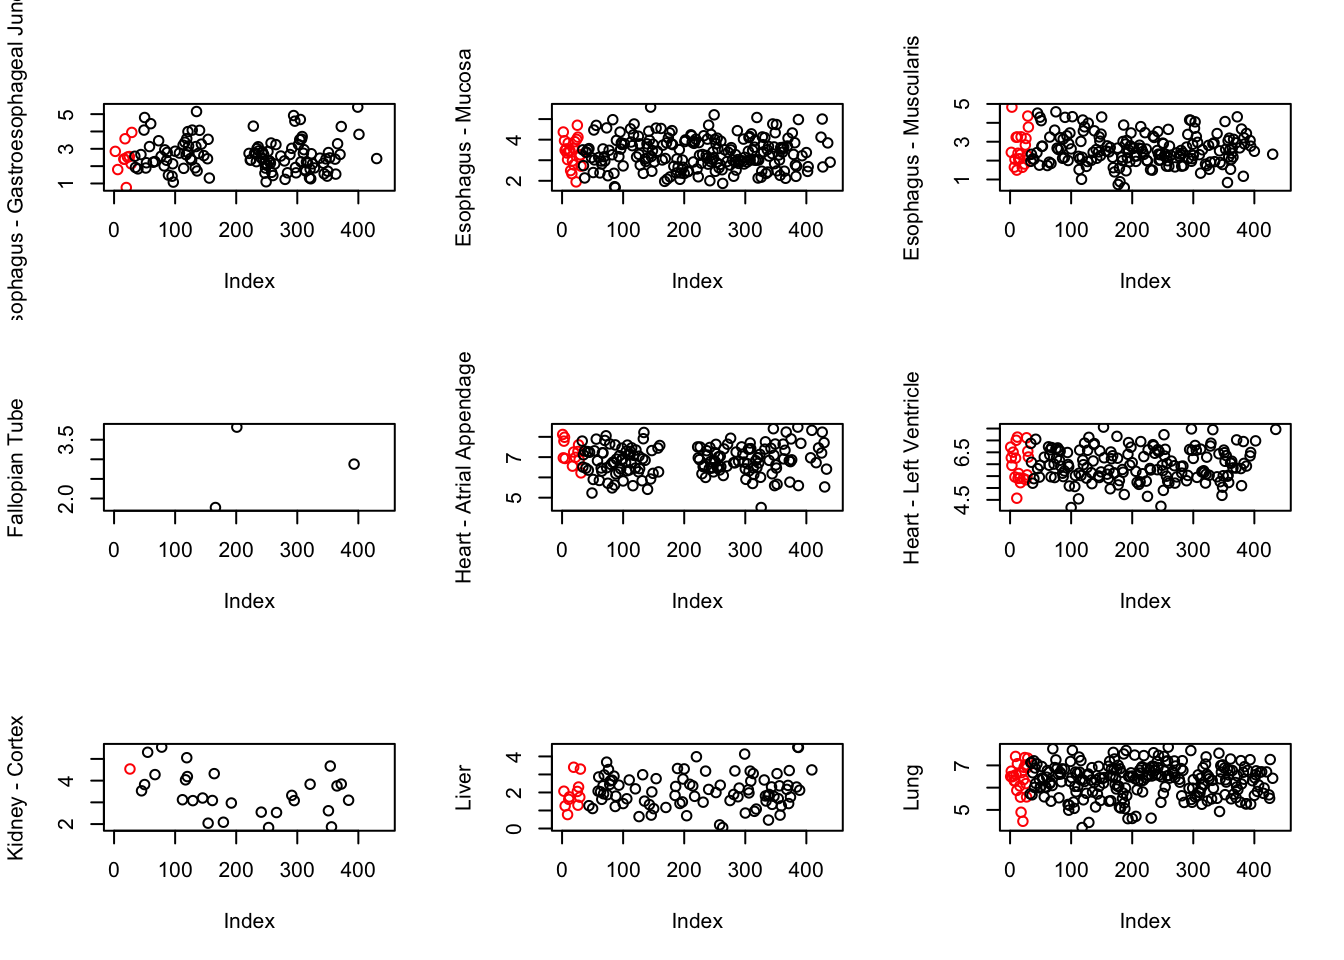 sophagus - Gastroesophageal Junc
1 3 5
0 100 200 300 400
Index
Esophagus - Mucosa
2 4
0 100 200 300 400
Index
Esophagus - Muscularis
1 3 5
0 100 200 300 400
Index
Fallopian Tube
2.0 3.5
0 100 200 300 400
Index
Heart - Atrial Appendage
5 7
0 100 200 300 400
Index
Heart - Left Ventricle
4.5 6.5
0 100 200 300 400
Index
Kidney - Cortex
2 4
0 100 200 300 400
Index
Liver
0 2 4
0 100 200 300 400
Index
Lung
5 7
0 100 200 300 400
Index